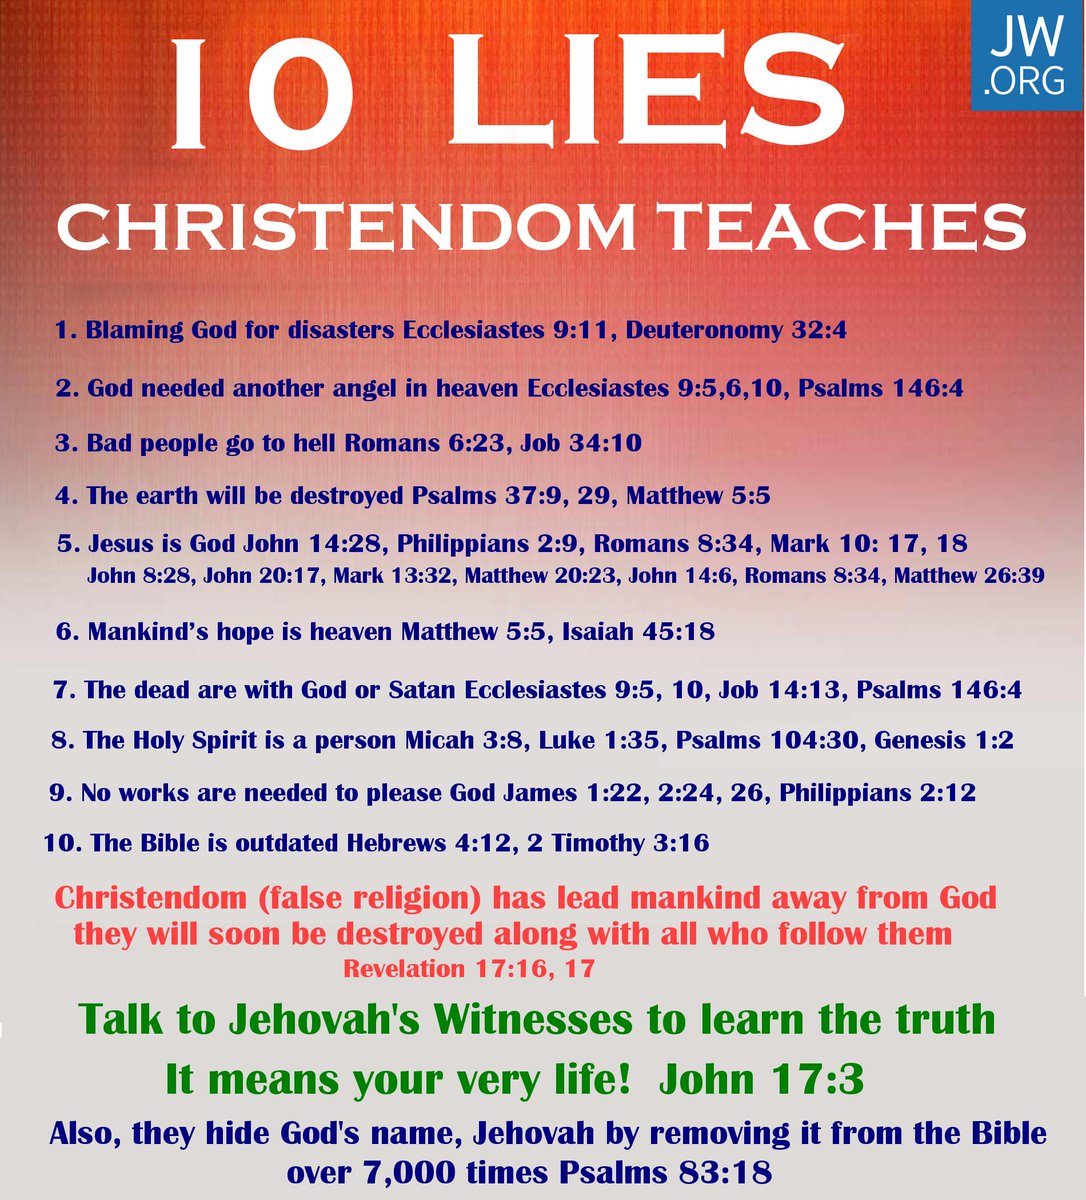 JW
.ORG
10 LIES
CHRISTENDOM TEACHES
1. Blaming God for disasters Ecclesiastes 9:11, Deuteronomy 32:4
2. God needed another angel in heaven Ecclesiastes 9:5,6,10, Psalms 146:4
3. Bad people go to hell Romans 6:23, Job 34:10
4. The earth will be destroyed Psalms 37:9, 29, Matthew 5:5
5. Jesus is God John 14:28, Philippians 2:9, Romans 8:34, Mark 10: 17, 18
John 8:28, John 20:17, Mark 13:32, Matthew 20:23, John 14:6, Romans 8:34, Matthew 26:39
6. Mankind’s hope is heaven Matthew 5:5, Isaiah 45:18
7. The dead are with God or Satan Ecclesiastes 9:5, 10, Job 14:13, Psalms 146:4
8. The Holy Spirit is a person Micah 3:8, Luke 1:35, Psalms 104:30, Genesis 1:2
9. No works are needed to please God James 1:22, 2:24, 26, Philippians 2:12
10. The Bible is outdated Hebrews 4:12, 2 Timothy 3:16
Christendom (false religion) has lead mankind away from God
they will soon be destroyed along with all who follow them
Revelation 17:16, 17
Talk to Jehovah's Witnesses to learn the truth
It means your very life! John 17:3
Also, they hide God's name, Jehovah by removing it from the Bible
over 7,000 times Psalms 83:18